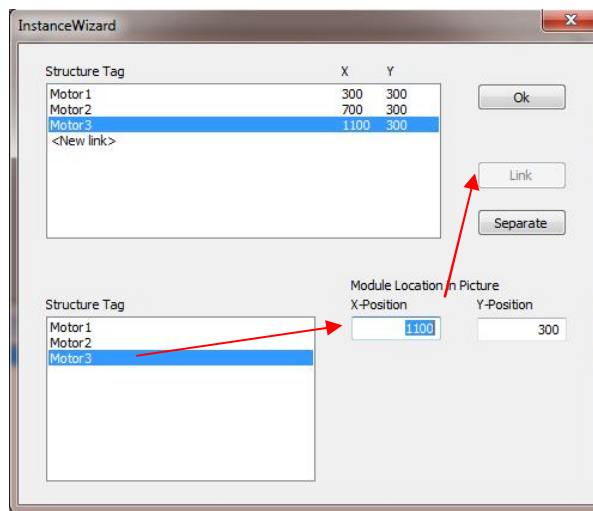 InstanceWizard
Structure Tag X Y
Motor1 300 300
Motor2 700 300
Motor3 1100 300
<New link>
Ok
Link
Separate
Module Location in Picture
Structure Tag X-Position Y-Position
Motor1 1100 300
Motor2
Motor3